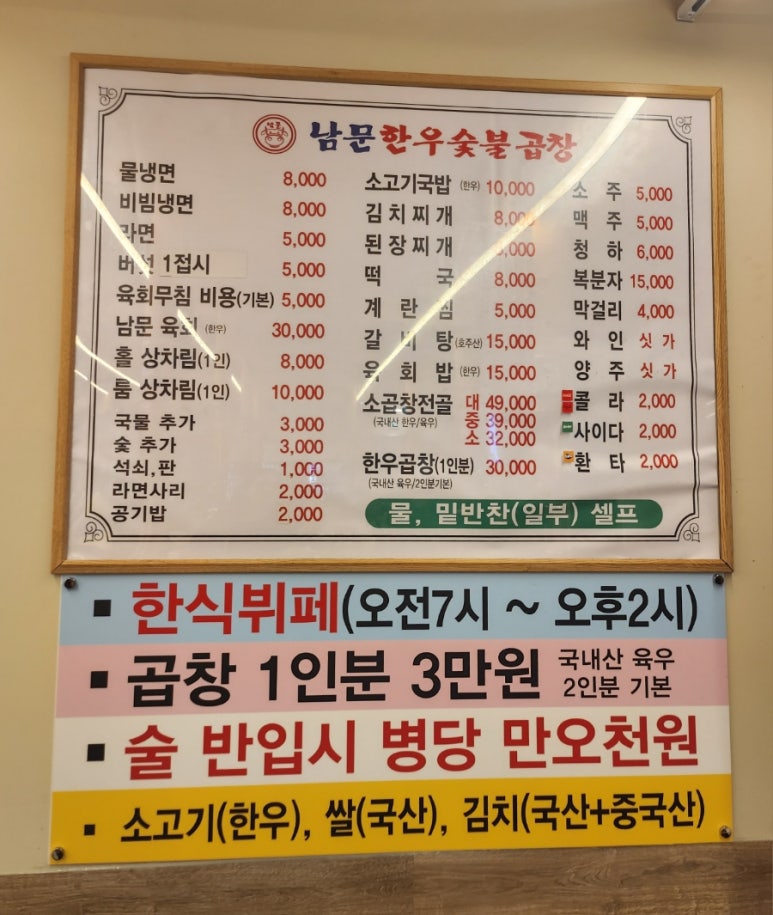 남문한우숯불곱창
물냉면 8,000
비빔냉면 8,000
라면 5,000
버섯 1접시 5,000
육회무침 비용(기본) 5,000
남문 육회 (한우) 30,000
홀 상차림(1인) 8,000
룸 상차림(1인) 10,000
국물 추가 3,000
숯 추가 3,000
석쇠,판 1,000
라면사리 2,000
공기밥 2,000
소고기국밥 (한우) 10,000
김치찌개 8,000
된장찌개
떡국 8,000
계란찜 5,000
갈비탕 (호주산) 15,000
육회밥 (한우) 15,000
소곱창전골 대 49,000
(국내산 한우/육우) 중 39,000
소 32,000
한우곱창(1인분) 30,000
(국내산 육우/2인분기본)
소주 5,000
맥주 5,000
청하 6,000
복분자 15,000
막걸리 4,000
와인 싯가
양주 싯가
콜라 2,000
사이다 2,000
환타 2,000
물, 밑반찬(일부) 셀프
▪ 한식뷔페(오전7시 ~ 오후2시)
▪ 곱창 1인분 3만원 국내산 육우
2인분 기본
▪ 술 반입시 병당 만오천원
▪ 소고기(한우), 쌀(국산), 김치(국산+중국산)